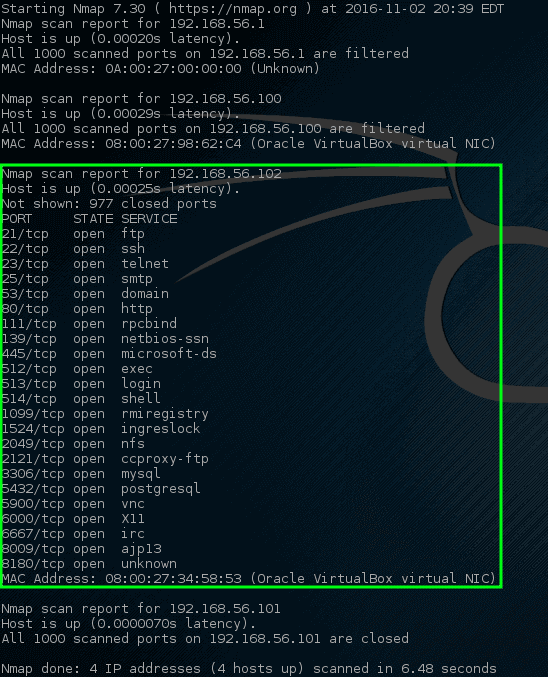 Starting Nmap 7.30 ( https://nmap.org ) at 2016-11-02 20:39 EDT
Nmap scan report for 192.168.56.1
Host is up (0.00020s latency).
All 1000 scanned ports on 192.168.56.1 are filtered
MAC Address: 0A:00:27:00:00:00 (Unknown)
Nmap scan report for 192.168.56.100
Host is up (0.00029s latency).
All 1000 scanned ports on 192.168.56.100 are filtered
MAC Address: 08:00:27:98:62:C4 (Oracle VirtualBox virtual NIC)
Nmap scan report for 192.168.56.102
Host is up (0.00025s latency).
Not shown: 977 closed ports
PORT     STATE SERVICE
21/tcp   open  ftp
22/tcp   open  ssh
23/tcp   open  telnet
25/tcp   open  smtp
53/tcp   open  domain
80/tcp   open  http
111/tcp  open  rpcbind
139/tcp  open  netbios-ssn
445/tcp  open  microsoft-ds
512/tcp  open  exec
513/tcp  open  login
514/tcp  open  shell
1099/tcp open  rmiregistry
1524/tcp open  ingreslock
2049/tcp open  nfs
2121/tcp open  ccproxy-ftp
3306/tcp open  mysql
5432/tcp open  postgresql
5900/tcp open  vnc
6000/tcp open  X11
6667/tcp open  irc
8009/tcp open  ajp13
8180/tcp open  unknown
MAC Address: 08:00:27:34:58:53 (Oracle VirtualBox virtual NIC)
Nmap scan report for 192.168.56.101
Host is up (0.0000070s latency).
All 1000 scanned ports on 192.168.56.101 are closed
Nmap done: 4 IP addresses (4 hosts up) scanned in 6.48 seconds